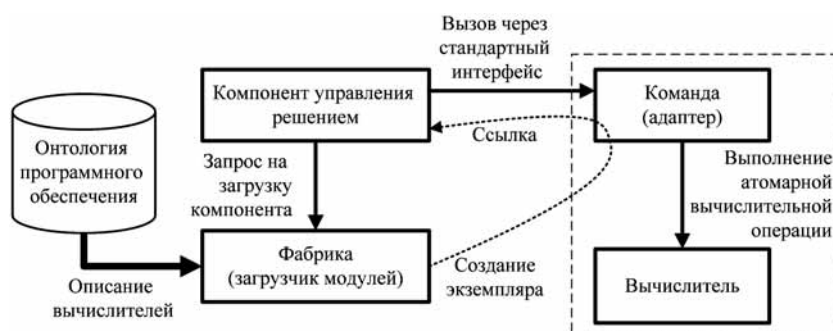 Вызов через
стандартный
интерфейс
Компонент управления
решением
Команда
(адаптер)
Ссылка
Онтология
программного
обеспечения
Запрос на
загрузку
компонента
Выполнение
атомарной
вычислительной
операции
Фабрика
(загрузчик модулей)
Создание
экземпляра
Вычислитель
Описание
вычислителей